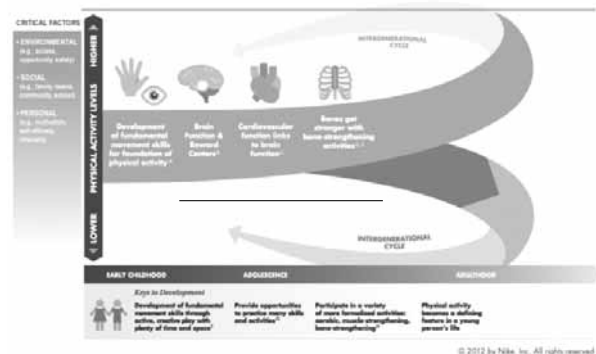 CRITICAL FACTORS
• ENVIRONMENTAL
(e.g., access,
opportunity, safety)
• SOCIAL
(e.g., family, teams,
• PERSONAL
(e.g., motivation,
self-efficacy,
PHYSICAL ACTIVITY LEVELS
HIGHER
LOWER
INTERGENERATIONAL
CYCLE
Development
of fundamental
movement skills
for foundation of
physical activity
Brain
Function &
Reward
Centers
Cardiovascular
function links
to brain
function
Bones get
stronger with
bone-strengthening
activities
INTERGENERATIONAL
CYCLE
EARLY CHILDHOOD
ADOLESCENCE
ADULTHOOD
Keys to Development
Development of fundamental
movement skills through
active, creative play with
plenty of time and space
Provide opportunities
to practice many skills
and activities
Participate in a variety
of more formalized activities:
aerobic, muscle-strengthening,
bone-strengthening
Physical activity
becomes a defining
feature in a young
person's life
© 2012 by Nike, Inc. All rights reserved